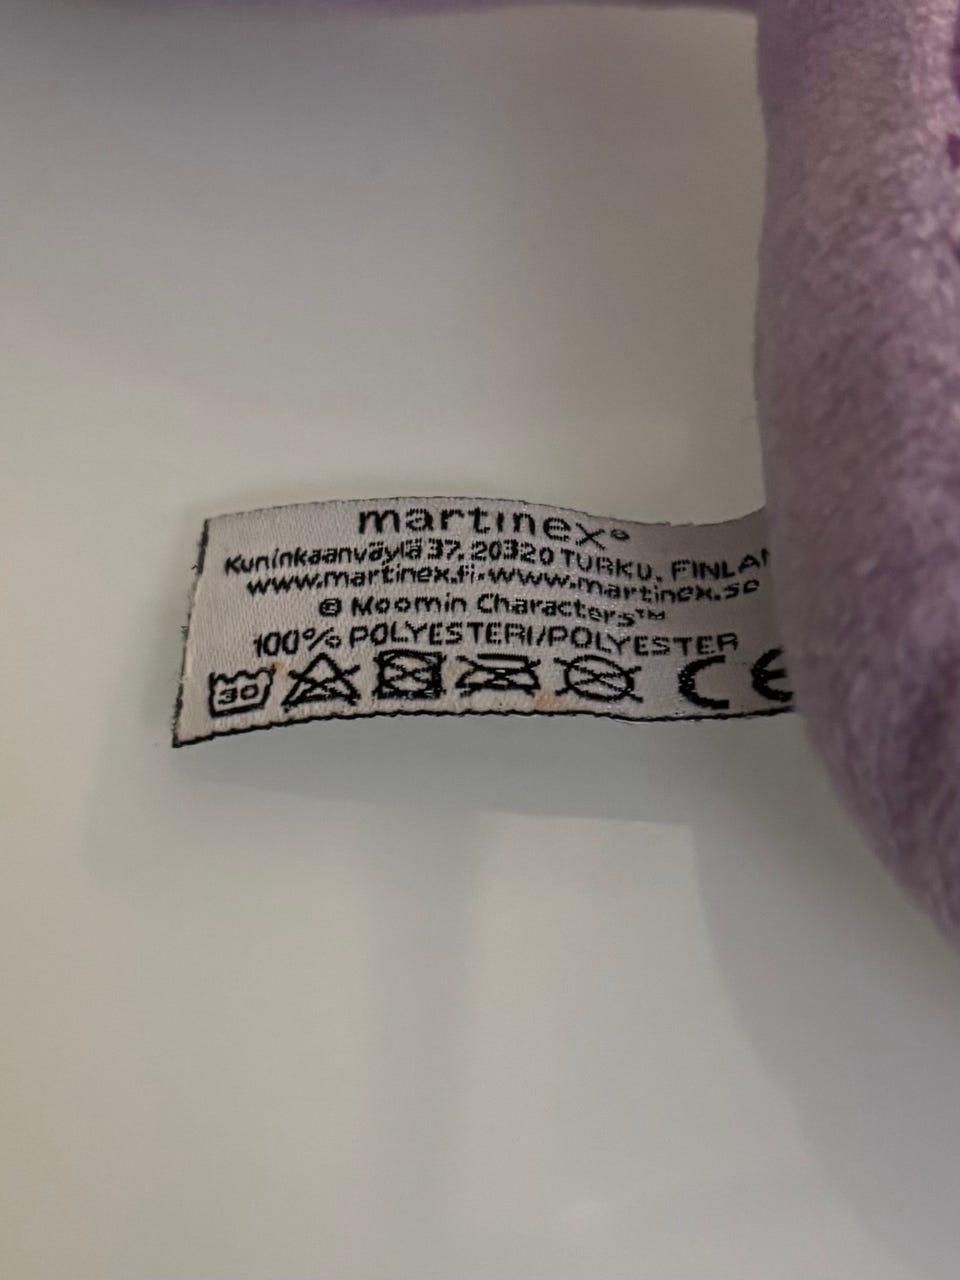 martinex®
Kuninkaanväylä 37, 20320 TURKU, FINLAN
www.martinex.fi•www.martinex.se
© Moomin Characters™
100% POLYESTERI/POLYESTER
30 CE